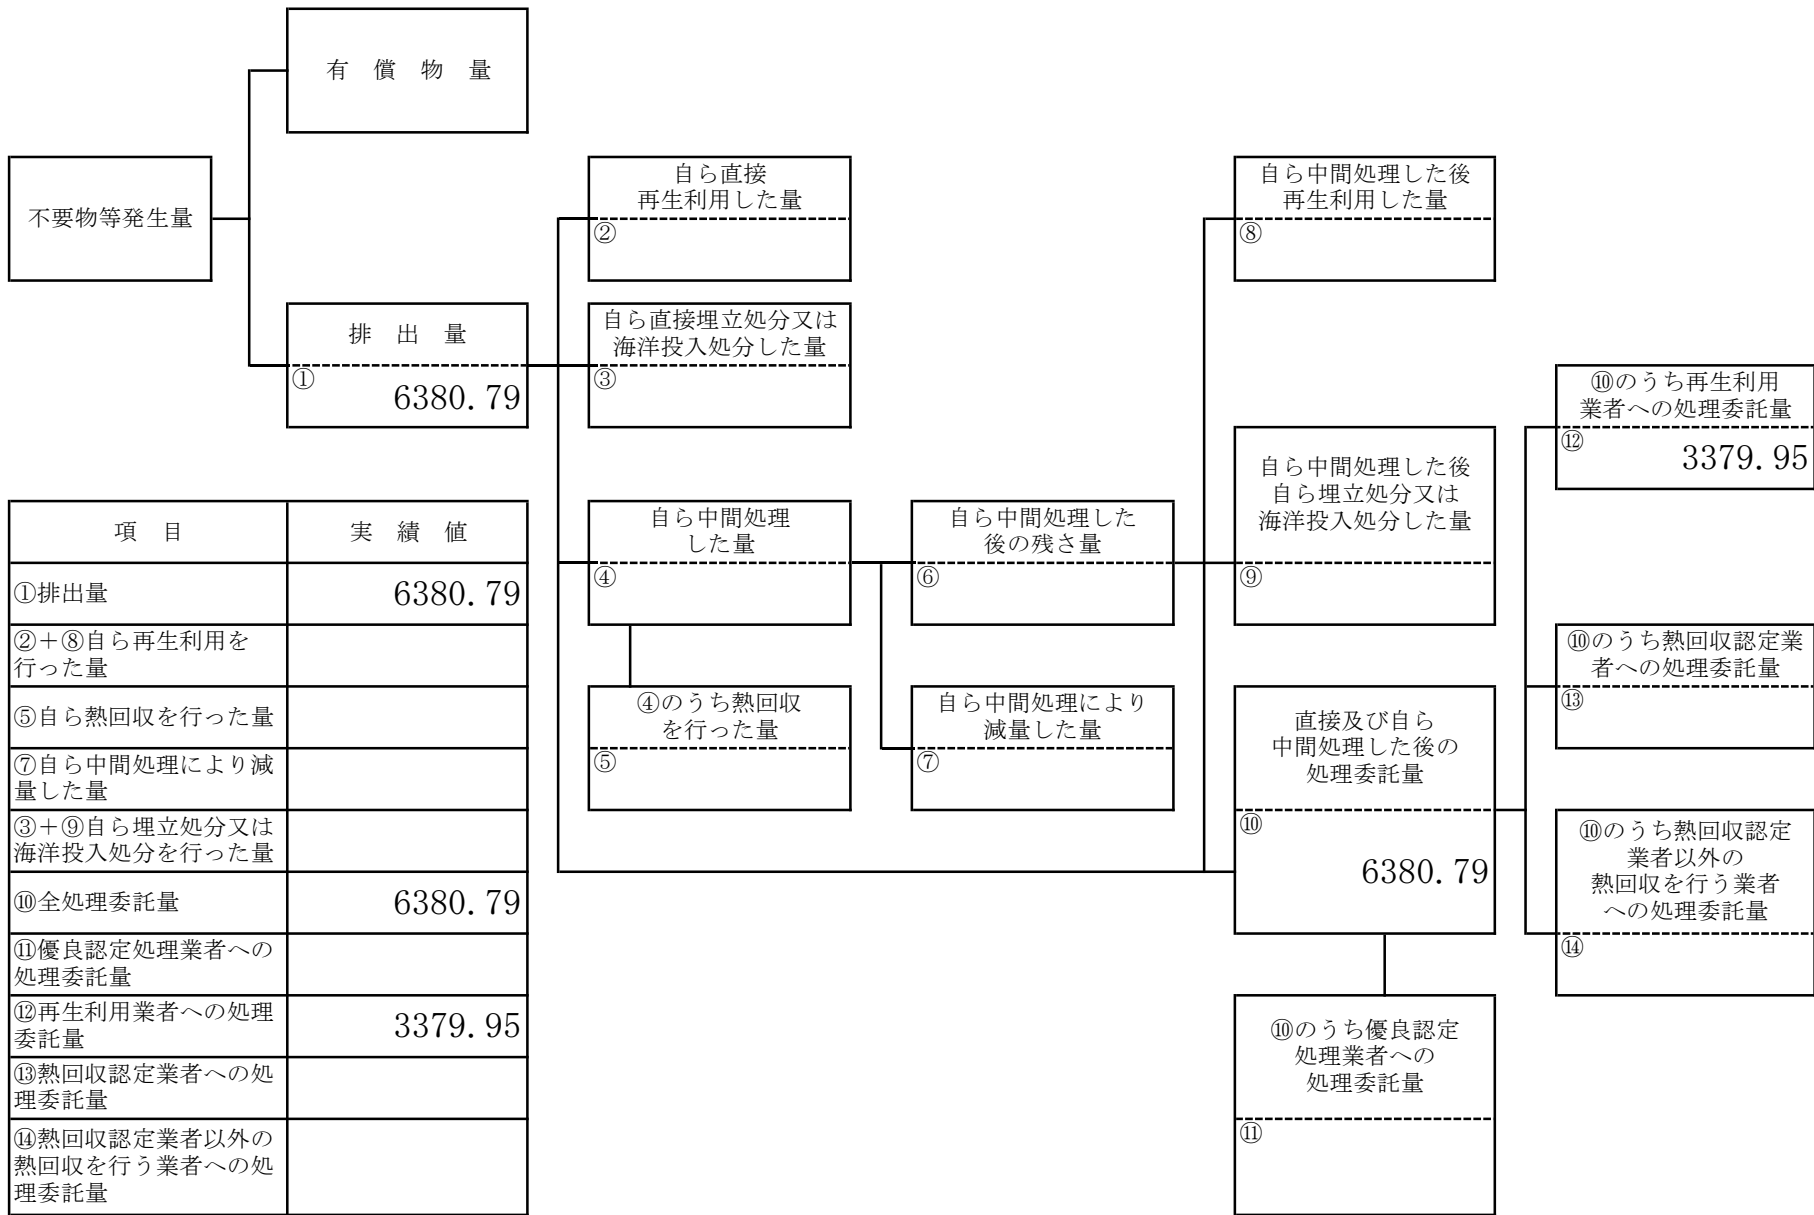 有 償 物 量
不要物等発生量
自ら直接
再生利用した量
②
自ら中間処理した後
再生利用した量
⑧
排 出 量
①
6380.79
自ら直接埋立処分又は
海洋投入処分した量
③
⑩のうち再生利用
業者への処理委託量
⑫
3379.95
自ら中間処理した後
自ら埋立処分又は
海洋投入処分した量
⑨
自ら中間処理
した量
④
自ら中間処理した
後の残さ量
⑥
⑩のうち熱回収認定業
者への処理委託量
⑬
④のうち熱回収
を行った量
⑤
自ら中間処理により
減量した量
⑦
直接及び自ら
中間処理した後の
処理委託量
⑩
6380.79
⑩のうち熱回収認定
業者以外の
熱回収を行う業者
への処理委託量
⑭
⑩のうち優良認定
処理業者への
処理委託量
⑪
項 目 実 績 値
①排出量 6380.79
②＋⑧自ら再生利用を
行った量
⑤自ら熱回収を行った量
⑦自ら中間処理により減
量した量
③＋⑨自ら埋立処分又は
海洋投入処分を行った量
⑩全処理委託量 6380.79
⑪優良認定処理業者への
処理委託量
⑫再生利用業者への処理
委託量 3379.95
⑬熱回収認定業者への処
理委託量
⑭熱回収認定業者以外の
熱回収を行う業者への処
理委託量